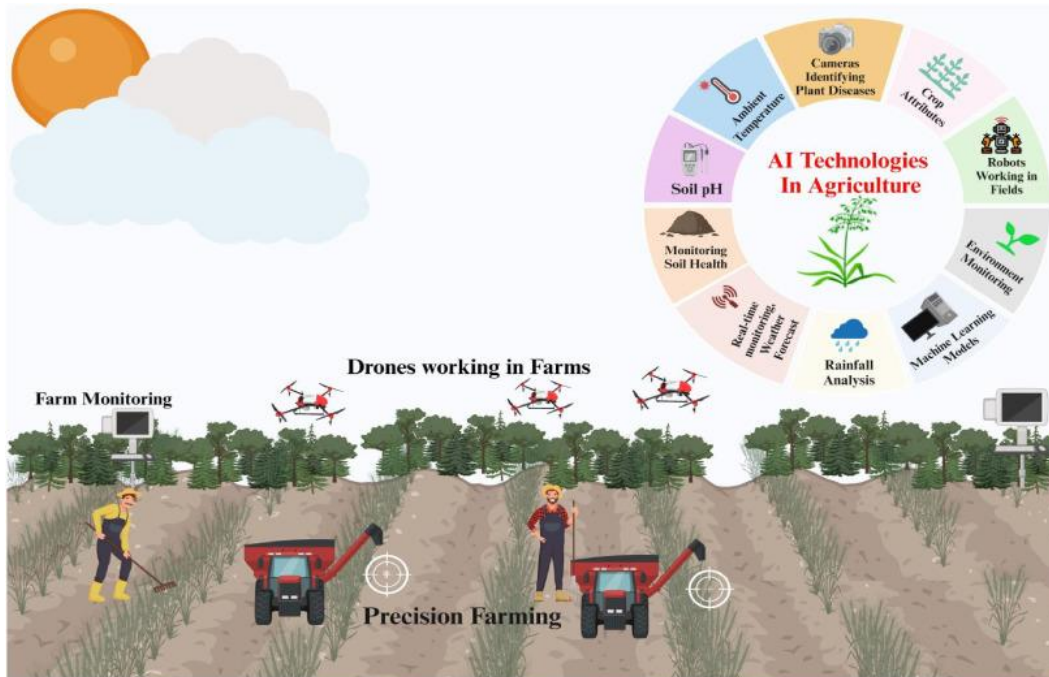 Cameras
Identifying
Plant Diseases
Crop
Attributes
Robots
Working in
Fields
Environment
Monitoring
Machine Learning
Models
Rainfall
Analysis
Real-time
monitoring,
Weather
Forecast
Monitoring
Soil Health
Soil pH
Ambient
Temperature
AI Technologies
In Agriculture
Drones working in Farms
Farm Monitoring
Precision Farming